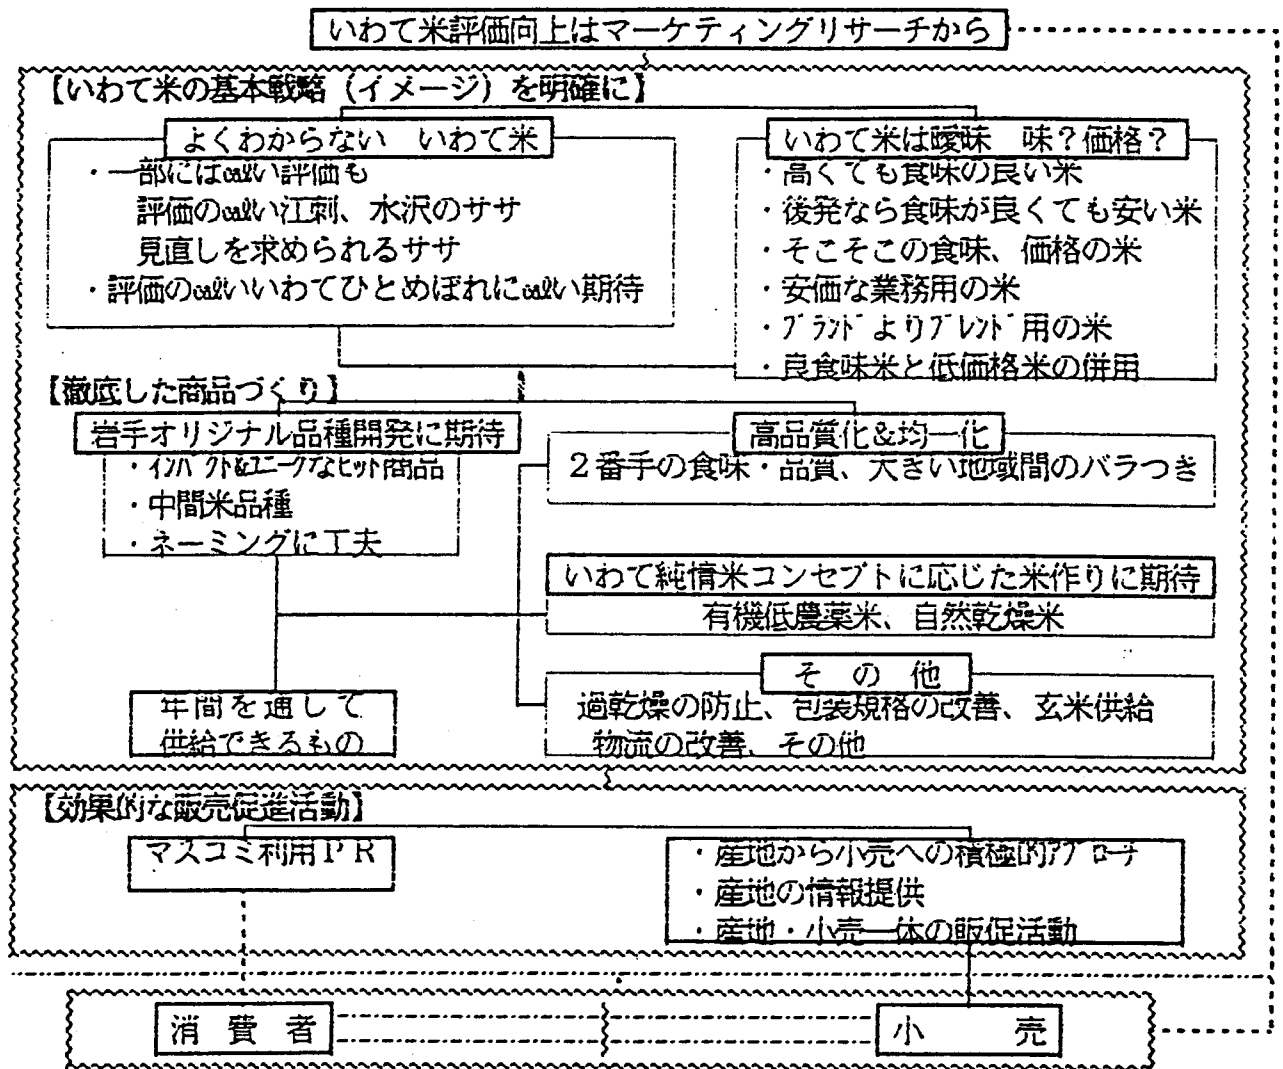 いわて米評価向上はマーケティングリサーチから
【いわて米の基本戦略（イメージ）を明確に】
よくわからない　いわて米
・一部には い評価も
評価の い江刺、水沢のササ
見直しを求められるササ
・評価の いいわてひとめぼれに い期待
いわて米は曖昧　味？価格？
・高くても食味の良い米
・後発なら食味が良くても安い米
・そこそこの食味、価格の米
・安価な業務用の米
・ブランドよりブレンド用の米
・良食味米と低価格米の併用
【徹底した商品づくり】
岩手オリジナル品種開発に期待
・インパクト&ユニークなヒット商品
・中間米品種
・ネーミングに工夫
高品質化&均一化
２番手の食味・品質、大きい地域間のバラつき
いわて純情米コンセプトに応じた米作りに期待
有機低農薬米、自然乾燥米
年間を通して
供給できるもの
その他
過乾燥の防止、包装規格の改善、玄米供給
物流の改善、その他
【効果的な販売促進活動】
マスコミ利用ＰＲ
・産地から小売への積極的アプローチ
・産地の情報提供
・産地・小売一体の販促活動
消費者
小売